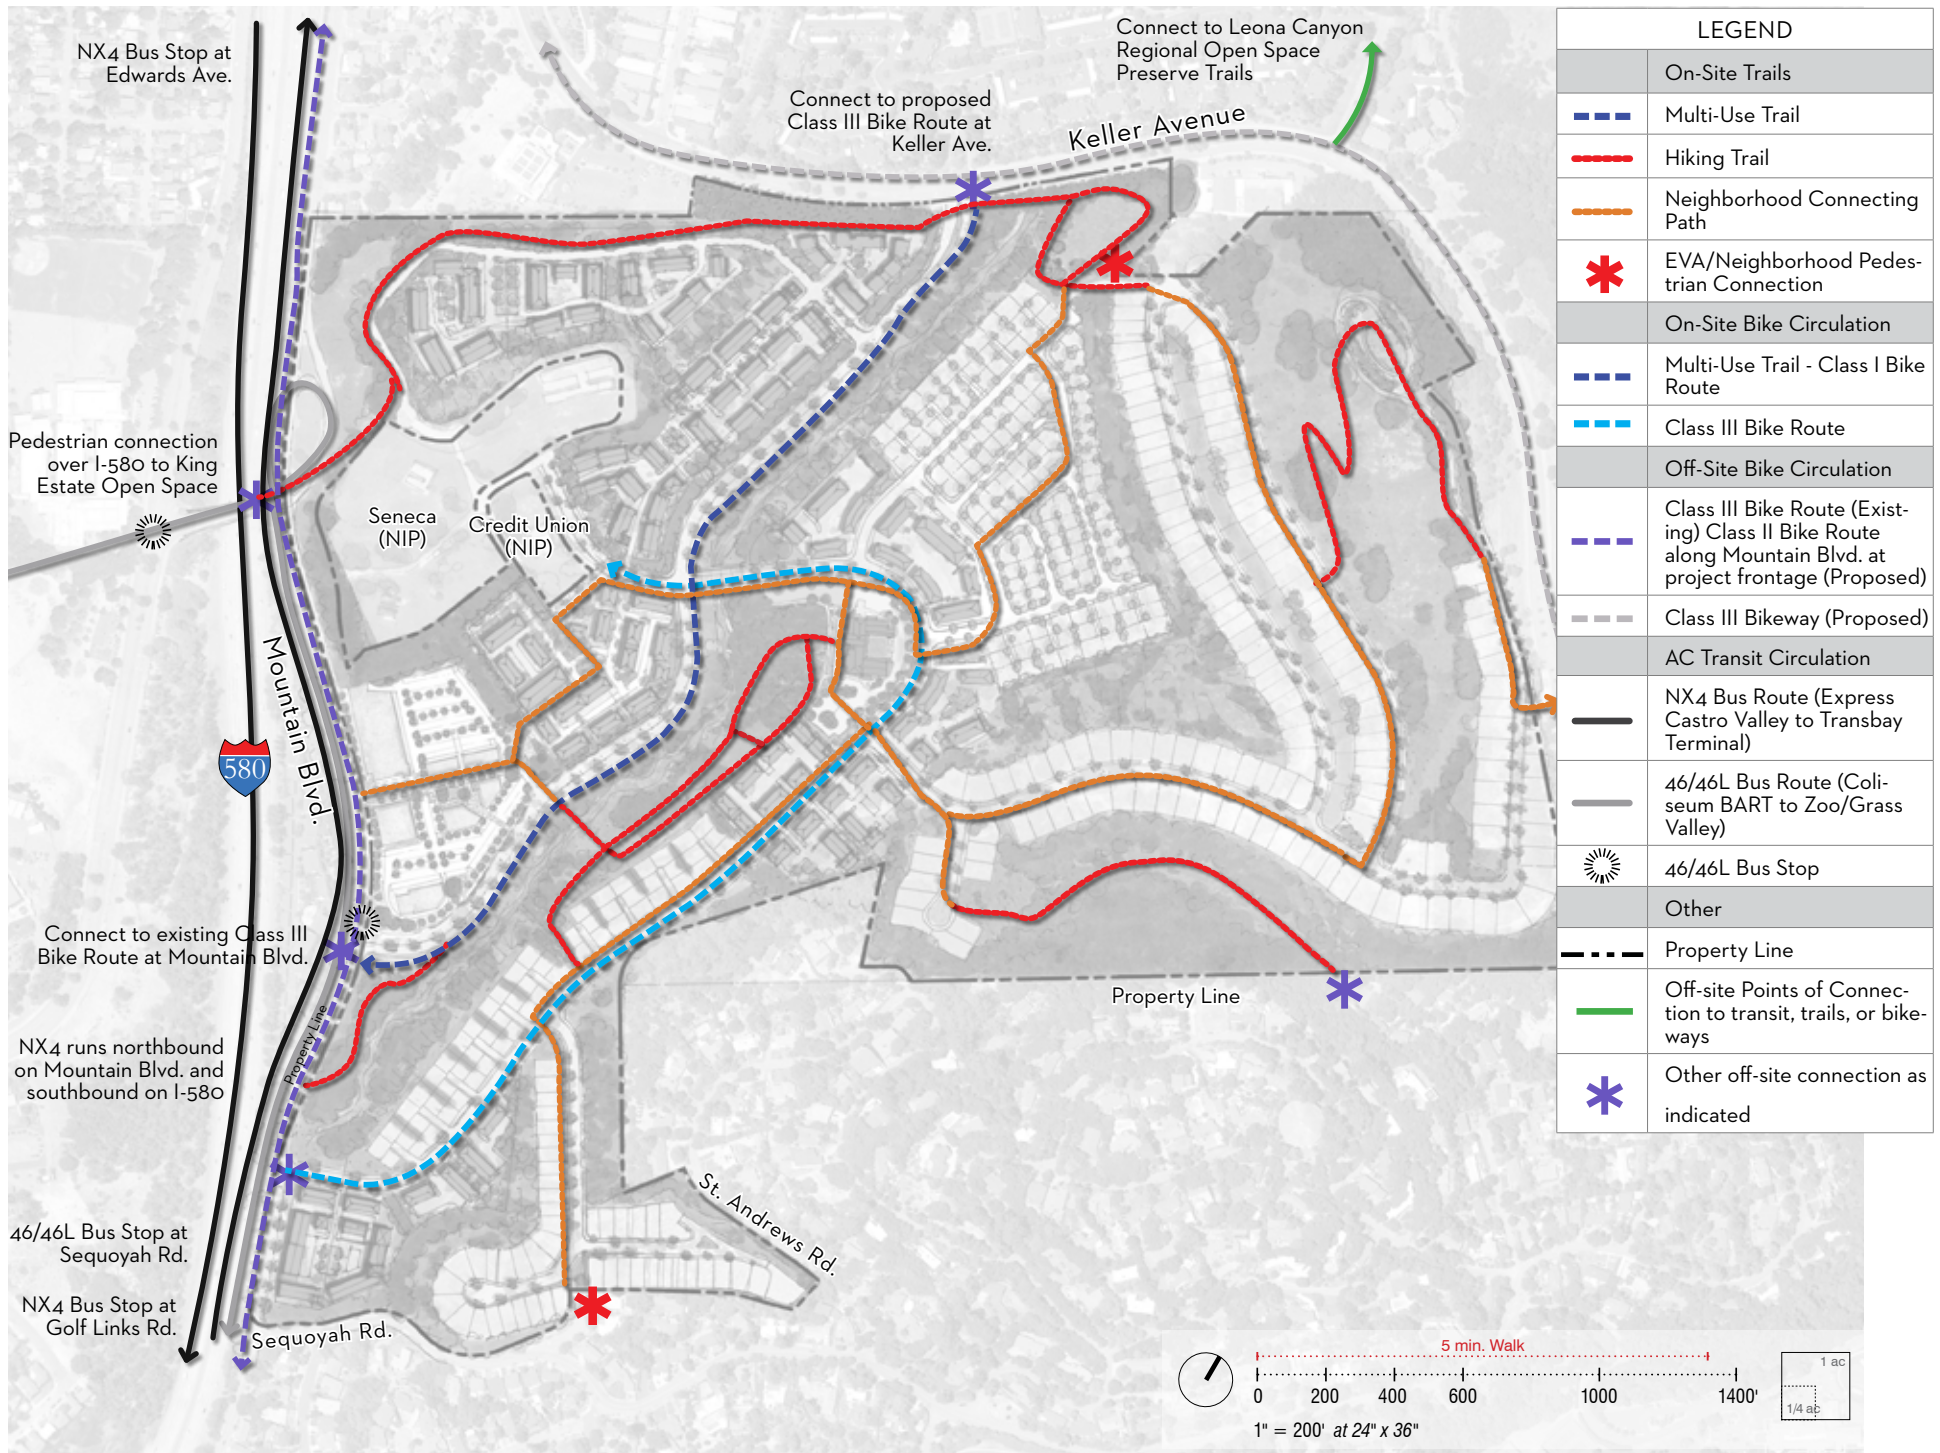 NX4 Bus Stop at
Edwards Ave.
Connect to proposed
Class III Bike Route at
Keller Ave.
Connect to Leona Canyon
Regional Open Space
Preserve Trails
Keller Avenue
Pedestrian connection
over I-580 to King
Estate Open Space
Seneca
(NIP)
Credit Union
(NIP)
Mountain Blvd.
580
Connect to existing Class III
Bike Route at Mountain Blvd.
Property Line
NX4 runs northbound
on Mountain Blvd. and
southbound on I-580
Property Line
46/46L Bus Stop at
Sequoyah Rd.
St. Andrews Rd.
NX4 Bus Stop at
Golf Links Rd.
Sequoyah Rd.
LEGEND
On-Site Trails
Multi-Use Trail
Hiking Trail
Neighborhood Connecting
Path
EVA/Neighborhood Pedes-
trian Connection
On-Site Bike Circulation
Multi-Use Trail - Class I Bike
Route
Class III Bike Route
Off-Site Bike Circulation
Class III Bike Route (Exist-
ing) Class II Bike Route
along Mountain Blvd. at
project frontage (Proposed)
Class III Bikeway (Proposed)
AC Transit Circulation
NX4 Bus Route (Express
Castro Valley to Transbay
Terminal)
46/46L Bus Route (Coli-
seum BART to Zoo/Grass
Valley)
46/46L Bus Stop
Other
Property Line
Off-site Points of Connec-
tion to transit, trails, or bike-
ways
Other off-site connection as
indicated
5 min. Walk
0 200 400 600 1000 1400'
1" = 200' at 24" x 36"
1 ac
1/4 ac